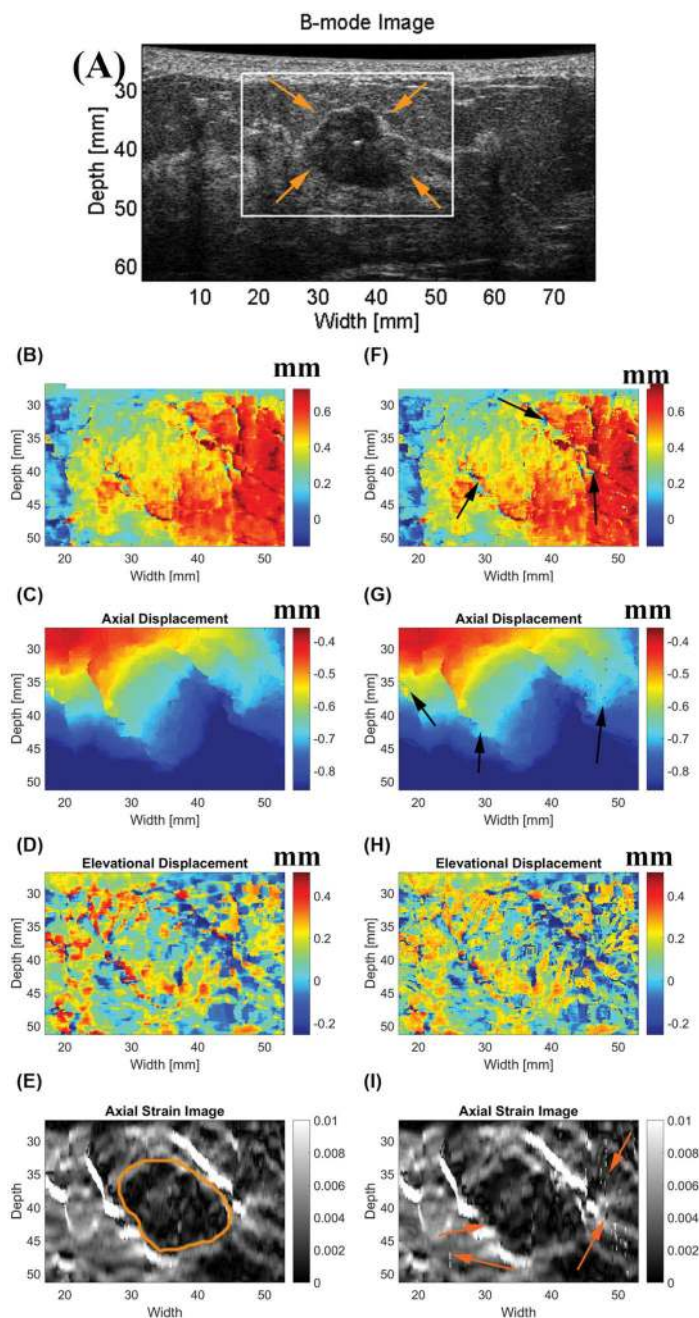 B-mode Image
(A)
30
40
50
60
Depth [mm]
10 20 30 40 50 60 70
Width [mm]
(B)
mm
30
35
40
45
50
Depth [mm]
20 30 40 50
Width [mm]
0.6
0.4
0.2
0
(F)
mm
30
35
40
45
50
Depth [mm]
20 30 40 50
Width [mm]
0.6
0.4
0.2
0
(C)
Axial Displacement
mm
30
35
40
45
50
Depth [mm]
20 30 40 50
Width [mm]
-0.4
-0.5
-0.6
-0.7
-0.8
(G)
Axial Displacement
mm
30
35
40
45
50
Depth [mm]
20 30 40 50
Width [mm]
-0.4
-0.5
-0.6
-0.7
-0.8
(D)
Elevational Displacement
mm
30
35
40
45
50
Depth [mm]
20 30 40 50
Width [mm]
0.4
0.2
0
-0.2
(H)
Elevational Displacement
mm
30
35
40
45
50
Depth [mm]
20 30 40 50
Width [mm]
0.4
0.2
0
-0.2
(E)
Axial Strain Image
30
35
40
45
50
Depth
20 30 40 50
Width
0.01
0.008
0.006
0.004
0.002
0
(I)
Axial Strain Image
30
35
40
45
50
Depth
20 30 40 50
Width
0.01
0.008
0.006
0.004
0.002
0